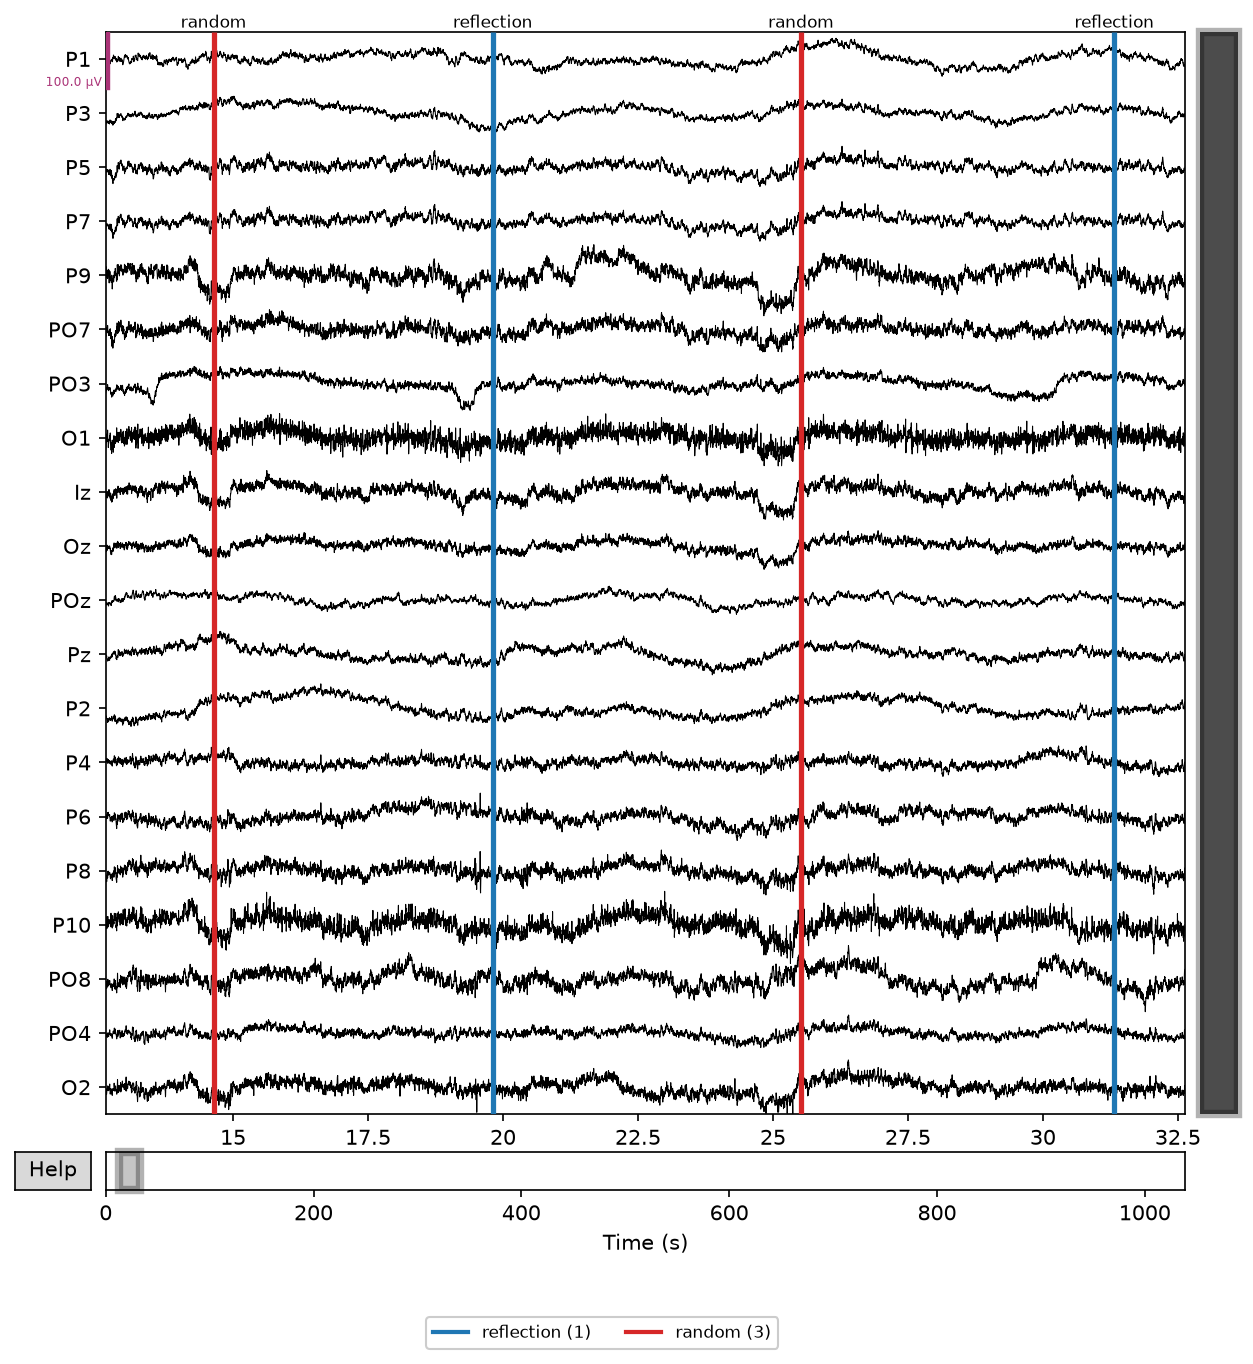 random reflection random reflection
P1
100.0 µV
P3
P5
P7
P9
PO7
PO3
O1
Iz
Oz
POz
Pz
P2
P4
P6
P8
P10
PO8
PO4
O2
15 17.5 20 22.5 25 27.5 30 32.5
Help
0 200 400 600 800 1000
Time (s)
reflection (1) random (3)